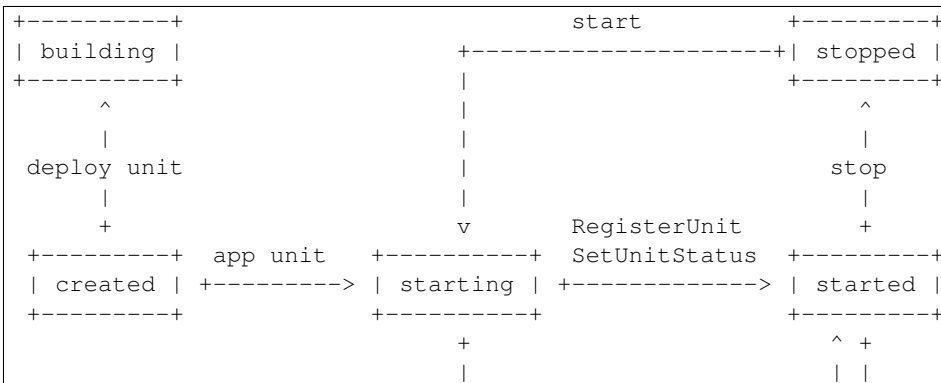 +----------+                           start          +---------+
| building |                   +---------------------+| stopped |
+----------+                   |                      +---------+
      ^                        |                           ^
      |                        |                           |
 deploy unit                   |                         stop
      |                        |                           |
      +                        v       RegisterUnit        +
 +---------+  app unit   +----------+  SetUnitStatus  +---------+
 | created | +---------> | starting | +-------------> | started |
 +---------+             +----------+                 +---------+
                               +                         ^ +
                               |                         | |